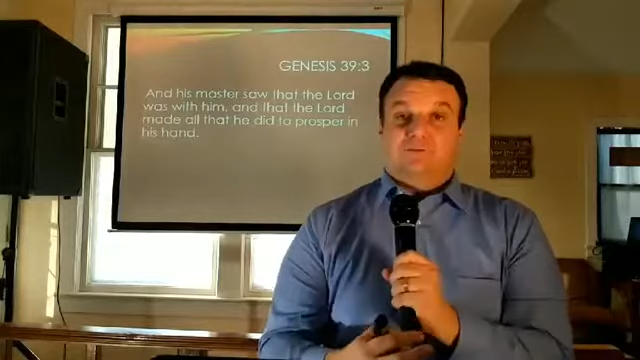 GENESIS 39:3
And his master saw that the Lord
was with him, and that the Lord
made all that he did to prosper in
his hand.